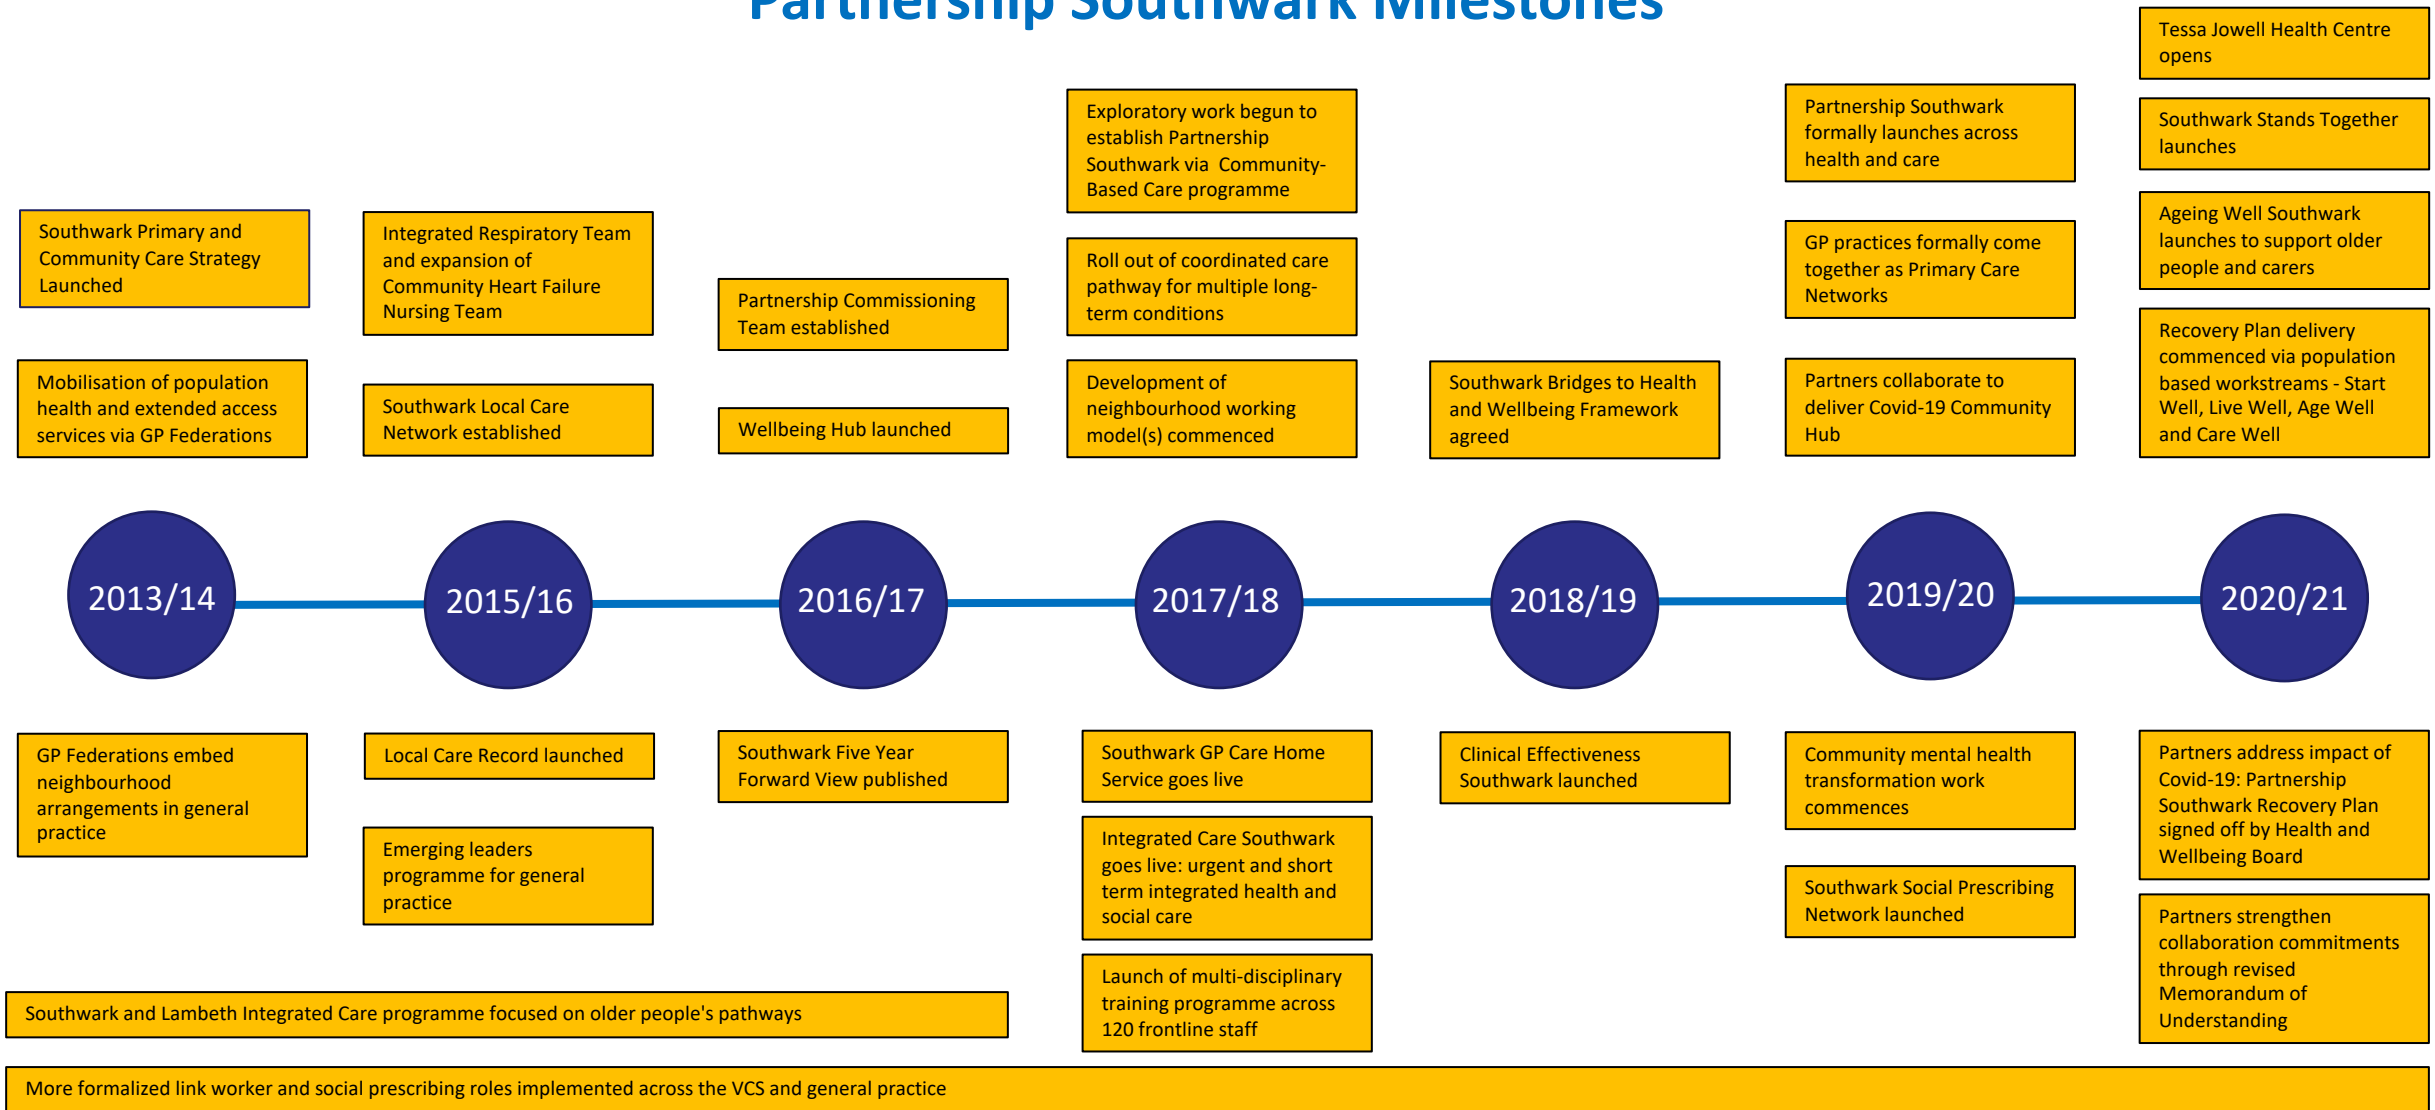 Partnership Southwark Milestones
Southwark Primary and
Community Care Strategy
Launched
Mobilisation of population
health and extended access
services via GP Federations
Integrated Respiratory Team
and expansion of
Community Heart Failure
Nursing Team
Southwark Local Care
Network established
Partnership Commissioning
Team established
Wellbeing Hub launched
Exploratory work begun to
establish Partnership
Southwark via Community-
Based Care programme
Roll out of coordinated care
pathway for multiple long-
term conditions
Development of
neighbourhood working
model(s) commenced
Southwark Bridges to Health
and Wellbeing Framework
agreed
Partnership Southwark
formally launches across
health and care
GP practices formally come
together as Primary Care
Networks
Partners collaborate to
deliver Covid-19 Community
Hub
Tessa Jowell Health Centre
opens
Southwark Stands Together
launches
Ageing Well Southwark
launches to support older
people and carers
Recovery Plan delivery
commenced via population
based workstreams - Start
Well, Live Well, Age Well
and Care Well
2013/14
2015/16
2016/17
2017/18
2018/19
2019/20
2020/21
GP Federations embed
neighbourhood
arrangements in general
practice
Local Care Record launched
Emerging leaders
programme for general
practice
Southwark Five Year
Forward View published
Southwark GP Care Home
Service goes live
Integrated Care Southwark
goes live: urgent and short
term integrated health and
social care
Launch of multi-disciplinary
training programme across
120 frontline staff
Clinical Effectiveness
Southwark launched
Community mental health
transformation work
commences
Southwark Social Prescribing
Network launched
Partners address impact of
Covid-19: Partnership
Southwark Recovery Plan
signed off by Health and
Wellbeing Board
Partners strengthen
collaboration commitments
through revised
Memorandum of
Understanding
Southwark and Lambeth Integrated Care programme focused on older people's pathways
More formalized link worker and social prescribing roles implemented across the VCS and general practice